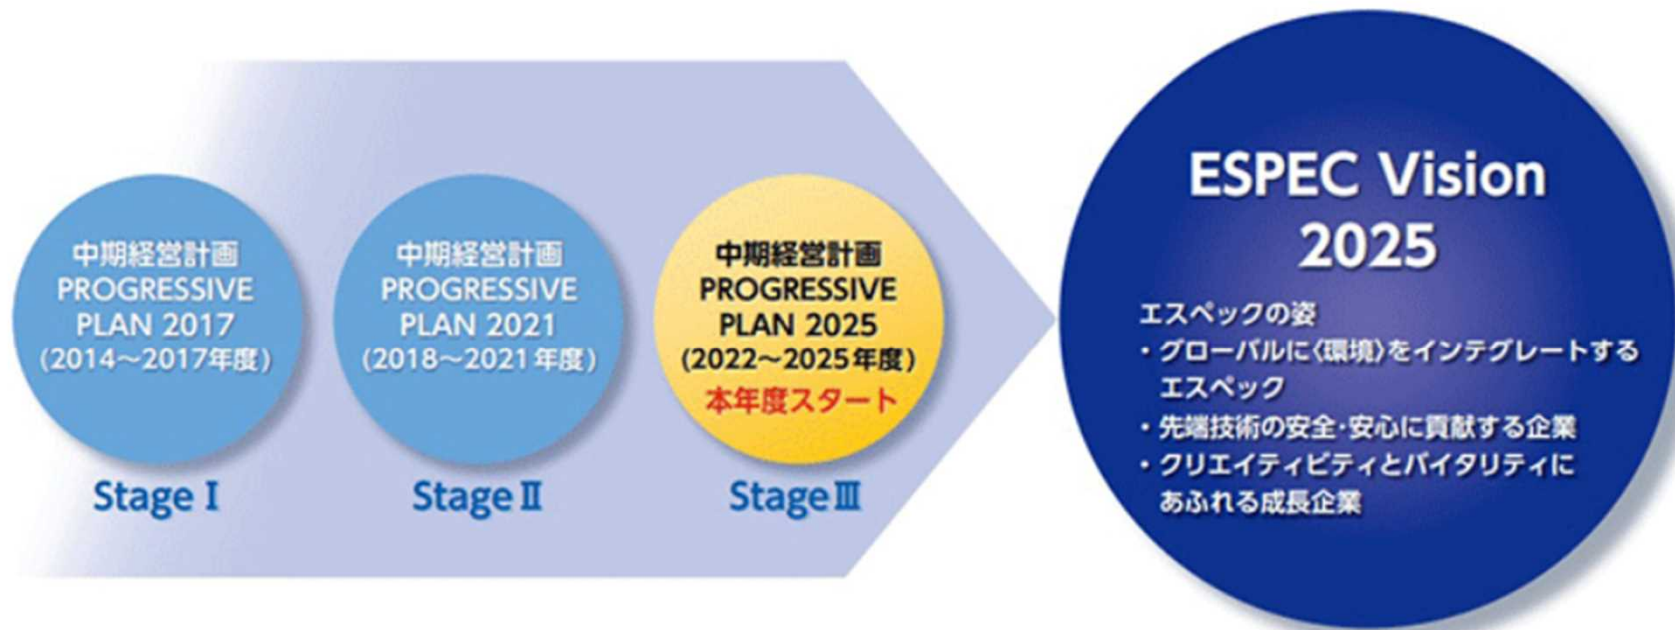 中期経営計画
PROGRESSIVE
PLAN 2017
(2014～2017年度)
Stage Ⅰ
中期経営計画
PROGRESSIVE
PLAN 2021
(2018～2021年度)
Stage Ⅱ
中期経営計画
PROGRESSIVE
PLAN 2025
(2022～2025年度)
本年度スタート
Stage Ⅲ
ESPEC Vision
2025
エスペックの姿
・グローバルに〈環境〉をインテグレートする
エスペック
・先端技術の安全・安心に貢献する企業
・クリエイティビティとバイタリティに
あふれる成長企業